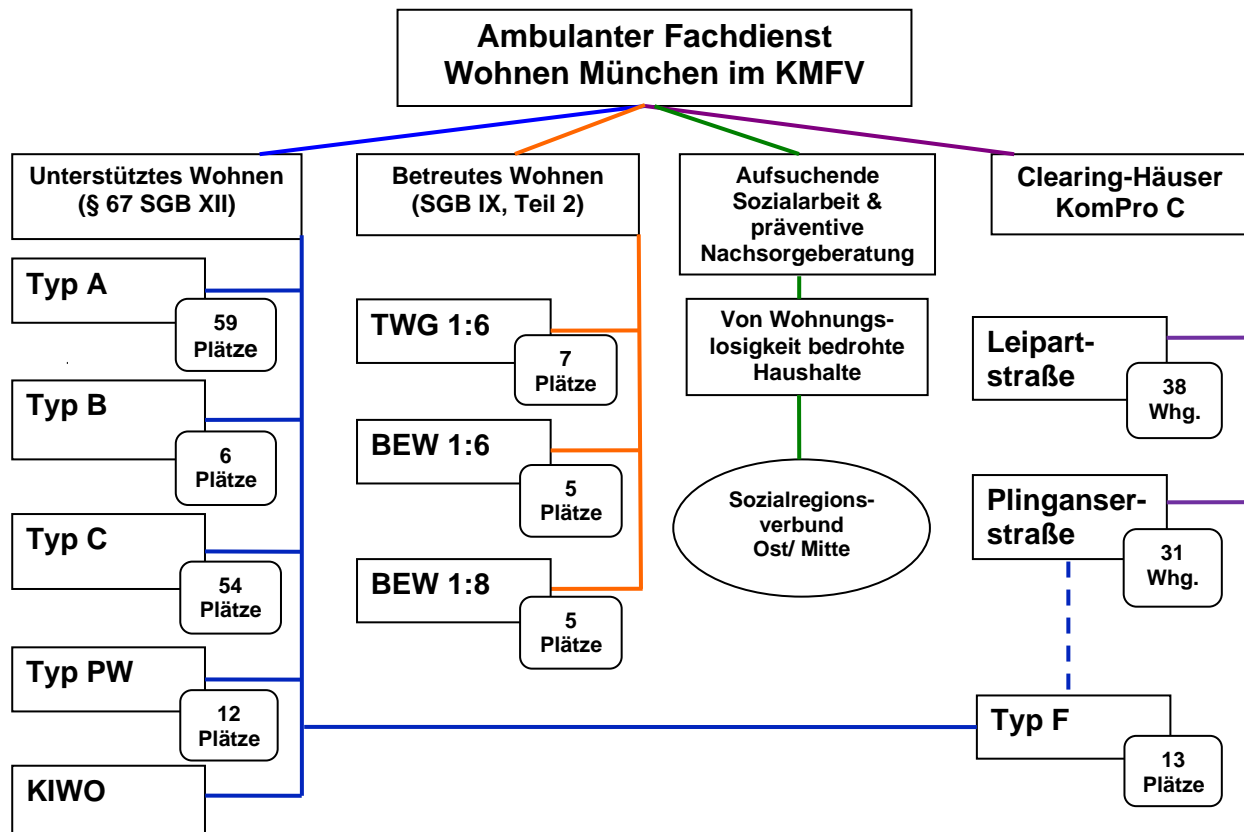 Ambulanter Fachdienst
Wohnen München im KMFV
Unterstütztes Wohnen
(§ 67 SGB XII)
Typ A
59
Plätze
Typ B
6
Plätze
Typ C
54
Plätze
Typ PW
12
Plätze
KIWO
Betreutes Wohnen
(SGB IX, Teil 2)
TWG 1:6
7
Plätze
BEW 1:6
5
Plätze
BEW 1:8
5
Plätze
Aufsuchende
Sozialarbeit &
präventive
Nachsorgeberatung
Von Wohnungs-
losigkeit bedrohte
Haushalte
Sozialregions-
verbund
Ost/ Mitte
Clearing-Häuser
KomPro C
Leipart-
straße
38
Whg.
Plinganser-
straße
31
Whg.
Typ F
13
Plätze